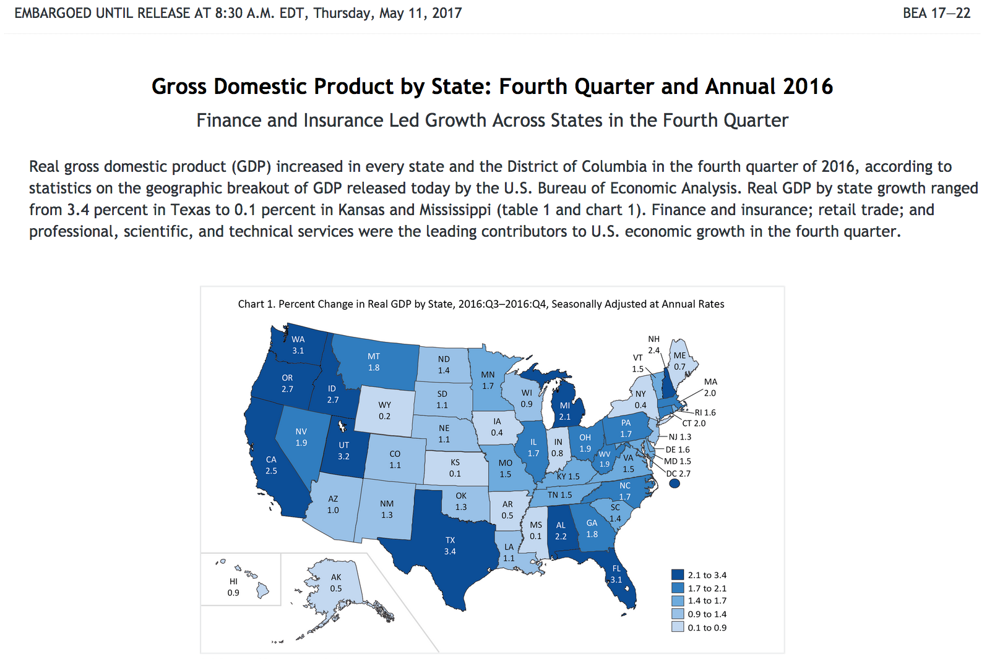 EMBARGOED UNTIL RELEASE AT 8:30 A.M. EDT, Thursday, May 11, 2017
BEA 17—22
Gross Domestic Product by State: Fourth Quarter and Annual 2016
Finance and Insurance Led Growth Across States in the Fourth Quarter
Real gross domestic product (GDP) increased in every state and the District of Columbia in the fourth quarter of 2016, according to
statistics on the geographic breakout of GDP released today by the U.S. Bureau of Economic Analysis. Real GDP by state growth ranged
from 3.4 percent in Texas to 0.1 percent in Kansas and Mississippi (table 1 and chart 1). Finance and insurance; retail trade; and
professional, scientific, and technical services were the leading contributors to U.S. economic growth in the fourth quarter.
Chart 1. Percent Change in Real GDP by State, 2016:Q3–2016:Q4, Seasonally Adjusted at Annual Rates
WA
3.1
OR
2.7
ID
2.7
MT
1.8
ND
1.4
MN
1.7
SD
1.1
WY
0.2
WI
0.9
MI
2.1
NH
2.4
VT
1.5
ME
0.7
MA
2.0
NY
0.4
RI 1.6
CT 2.0
NJ 1.3
DE 1.6
MD 1.5
DC 2.7
PA
1.7
NV
1.9
UT
3.2
CA
2.5
CO
1.1
NE
1.1
IA
0.4
KS
0.1
MO
1.5
IL
1.7
IN
0.8
OH
1.9
WV
1.9
VA
1.5
KY 1.5
TN 1.5
NC
1.7
SC
1.4
AZ
1.0
NM
1.3
OK
1.3
AR
0.5
TX
3.4
LA
1.1
MS
0.1
AL
2.2
GA
1.8
FL
3.1
HI
0.9
AK
0.5
2.1 to 3.4
1.7 to 2.1
1.4 to 1.7
0.9 to 1.4
0.1 to 0.9